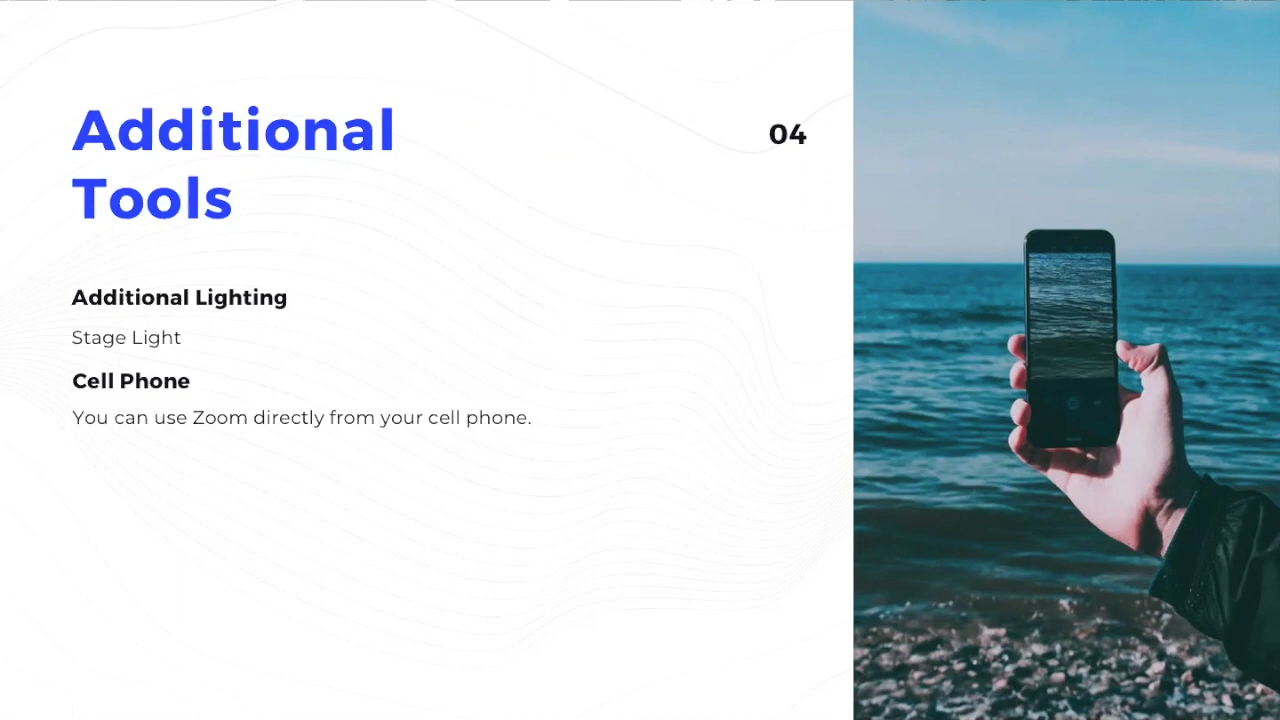 Additional
Tools
04
Additional Lighting
Stage Light
Cell Phone
You can use Zoom directly from your cell phone.